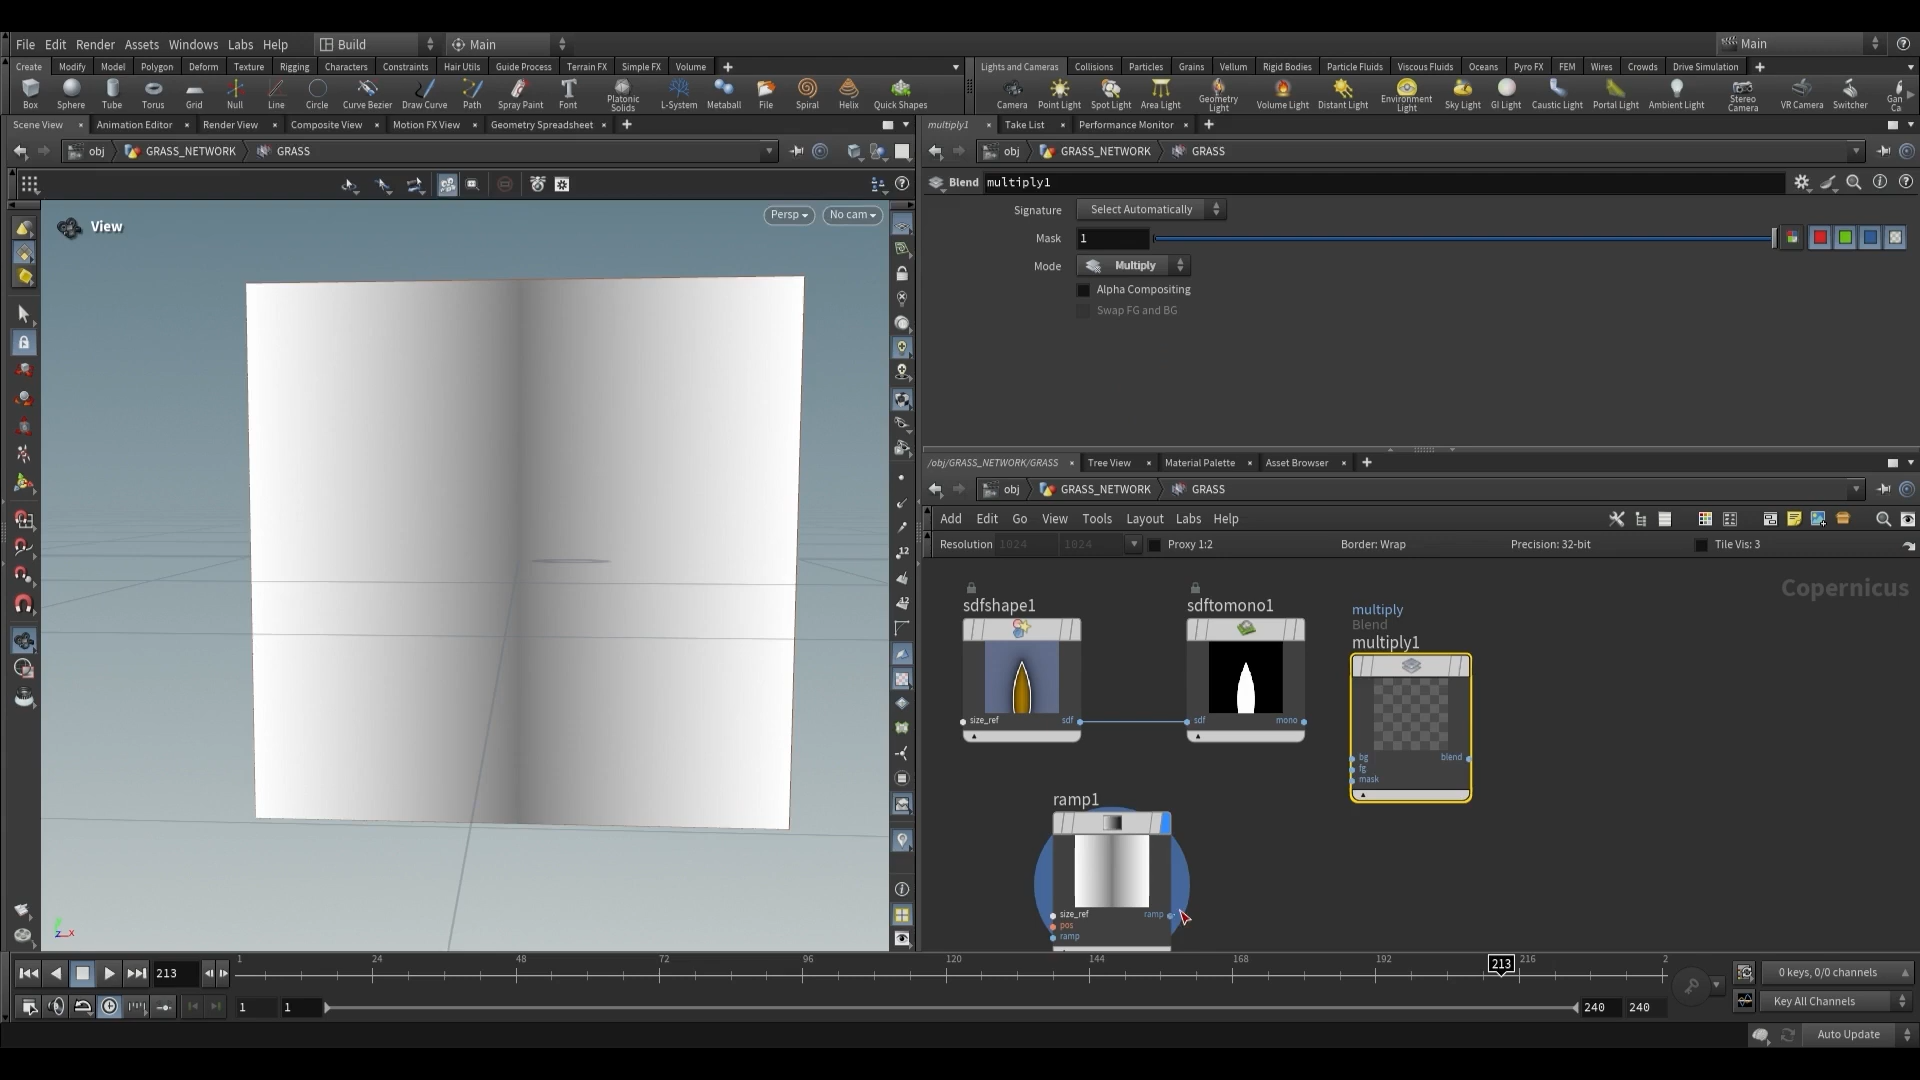 File Edit Render Assets Windows Labs Help Build Main Main
Create Modify Model Polygon Deform Texture Rigging Characters Constraints Hair Utils Guide Process Terrain FX Simple FX Volume
Lights and Cameras Collisions Particles Grains Vellum Rigid Bodies Particle Fluids Viscous Fluids Oceans Pyro FX FEM Wires Crowds Drive Simulation
Box Sphere Tube Torus Grid Null Line Circle Curve Bezier Draw Curve Path Spray Paint Font Platonic Solids L-System Metaball File Spiral Helix Quick Shapes
Camera Point Light Spot Light Area Light Geometry Light Volume Light Distant Light Environment Light Sky Light GI Light Caustic Light Portal Light Ambient Light Stereo Camera VR Camera Switcher Gan Ca
Scene View Animation Editor Render View Composite View Motion FX View Geometry Spreadsheet
multiply1 Take List Performance Monitor
obj GRASS_NETWORK GRASS
obj GRASS_NETWORK GRASS
Blend multiply1
Signature Select Automatically
Mask 1
Mode Multiply
Alpha Compositing
Swap FG and BG
View
Persp No cam
/obj/GRASS_NETWORK/GRASS Tree View Material Palette Asset Browser
obj GRASS_NETWORK GRASS
Add Edit Go View Tools Layout Labs Help
Resolution 1024 1024 Proxy 1:2 Border: Wrap Precision: 32-bit Tile Vis: 3
Copernicus
sdfshape1
size_ref sdf
sdftomono1
sdf mono
multiply
Blend
multiply1
bg blend
fg
mask
ramp1
size_ref ramp
pos
ramp
12
12
z x
213
1 24 48 72 96 120 144 168 192 213 216 2
0 keys, 0/0 channels
1 1 240 240
Key All Channels
Auto Update